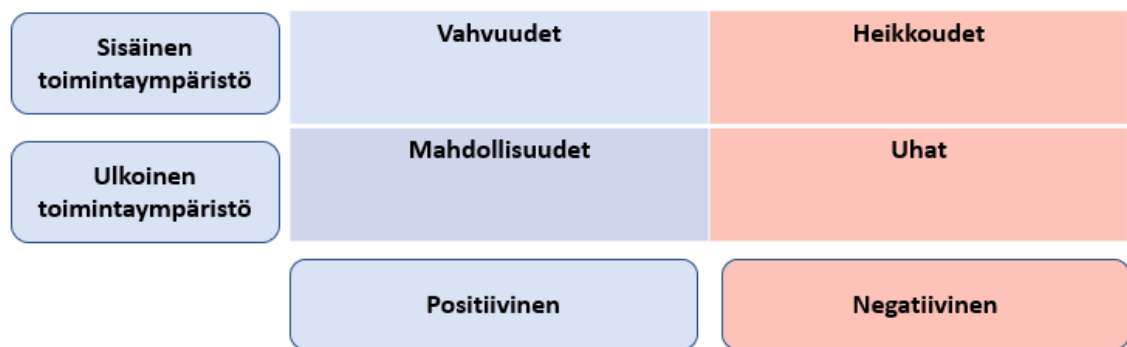 Sisäinen
toimintaympäristö
Vahvuudet
Heikkoudet
Ulkoinen
toimintaympäristö
Mahdollisuudet
Uhat
Positiivinen
Negatiivinen